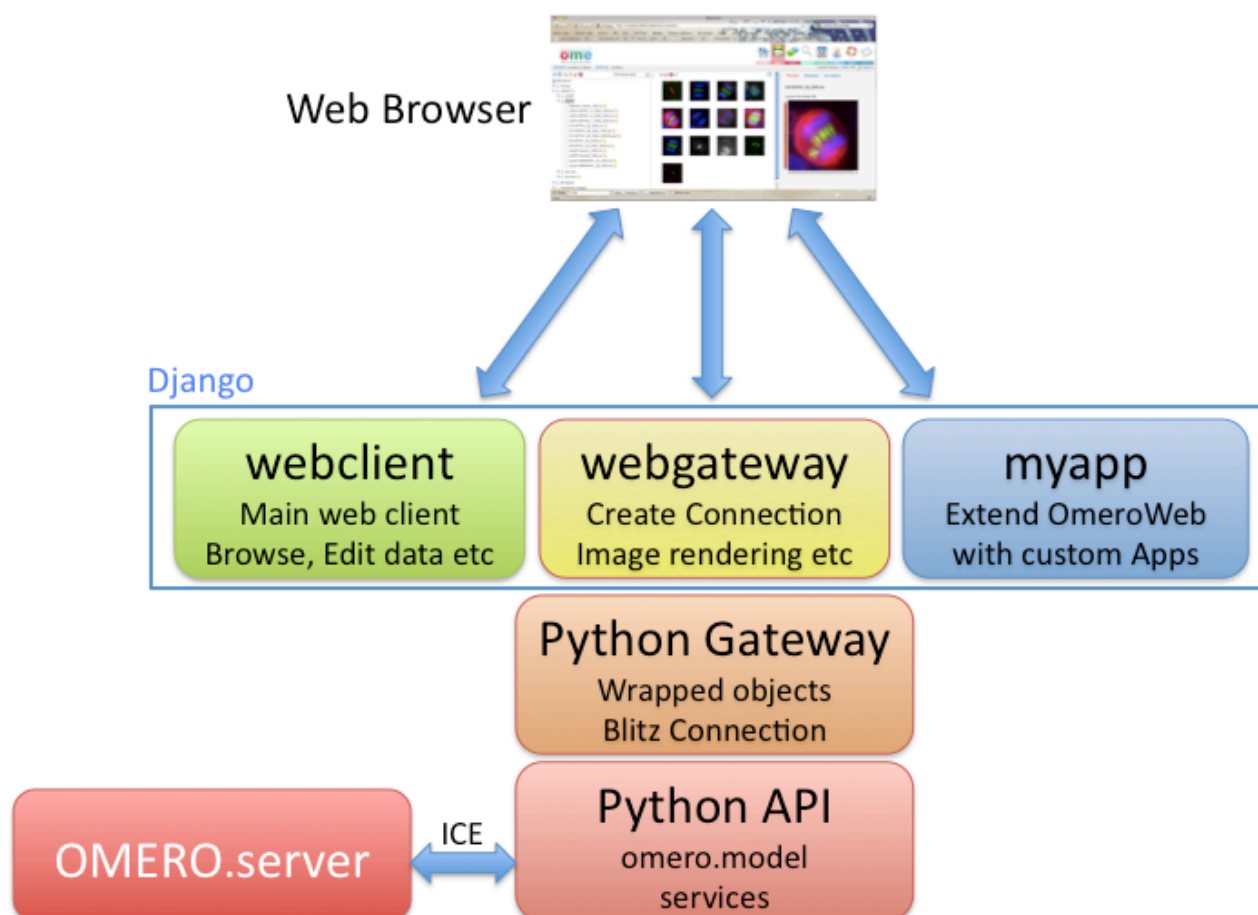 ome
Web Browser
Django
webclient
Main web client
Browse, Edit data etc
webgateway
Create Connection
Image rendering etc
myapp
Extend OmeroWeb
with custom Apps
Python Gateway
Wrapped objects
Blitz Connection
Python API
omero.model
services
ICE
OMERO.server